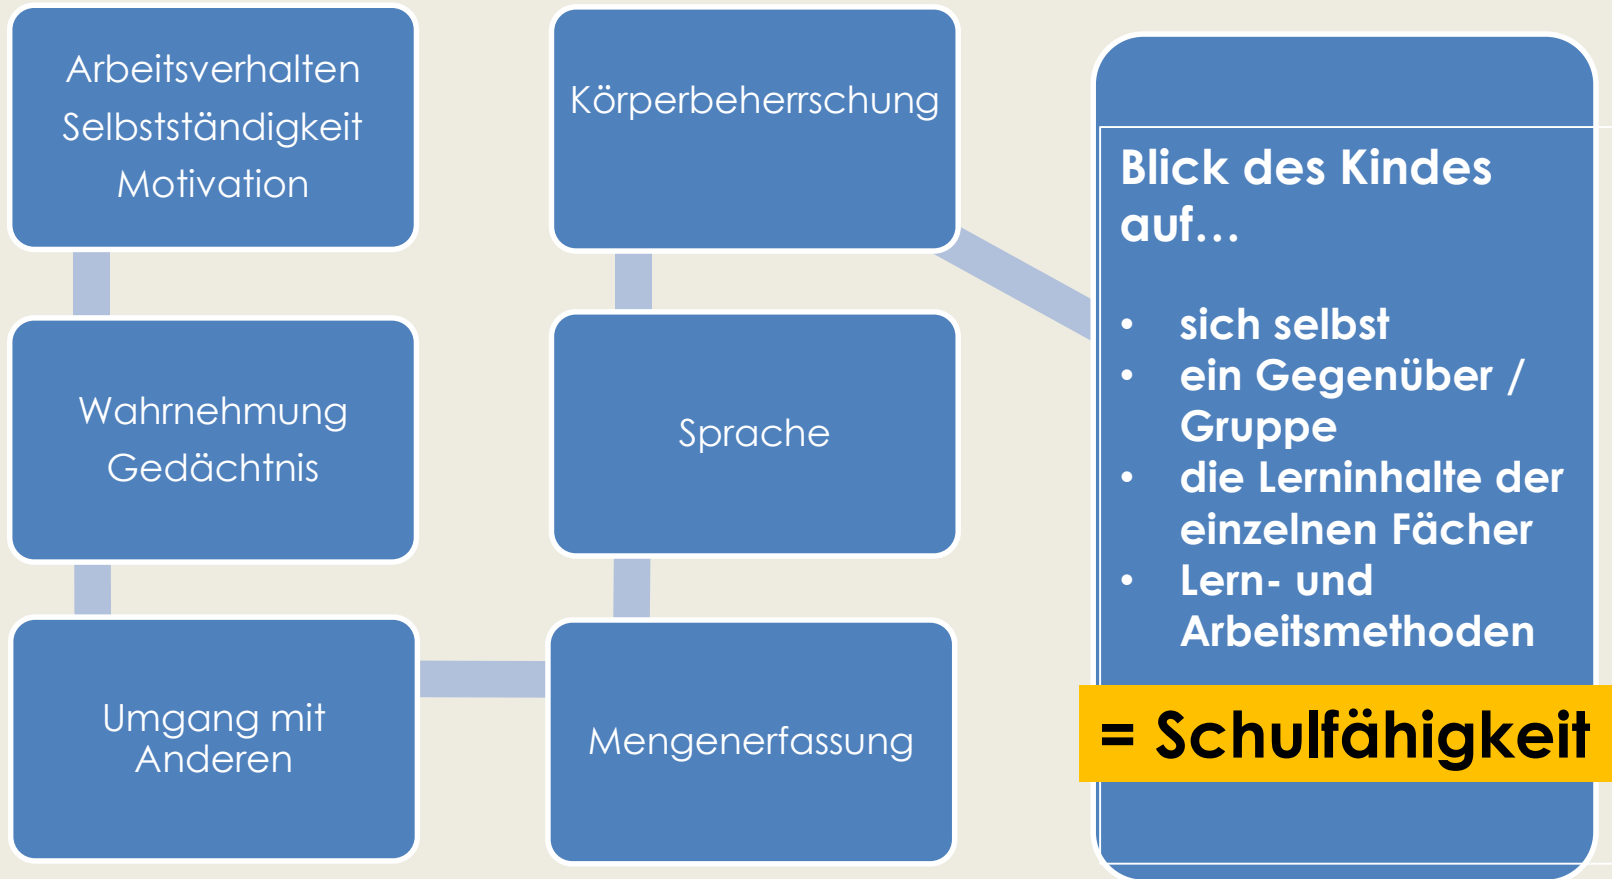 Arbeitsverhalten
Selbstständigkeit
Motivation
Wahrnehmung
Gedächtnis
Umgang mit
Anderen
Mengenerfassung
Sprache
Körperbeherrschung
Blick des Kindes
auf…
• sich selbst
• ein Gegenüber /
Gruppe
• die Lerninhalte der
einzelnen Fächer
• Lern- und
Arbeitsmethoden
= Schulfähigkeit